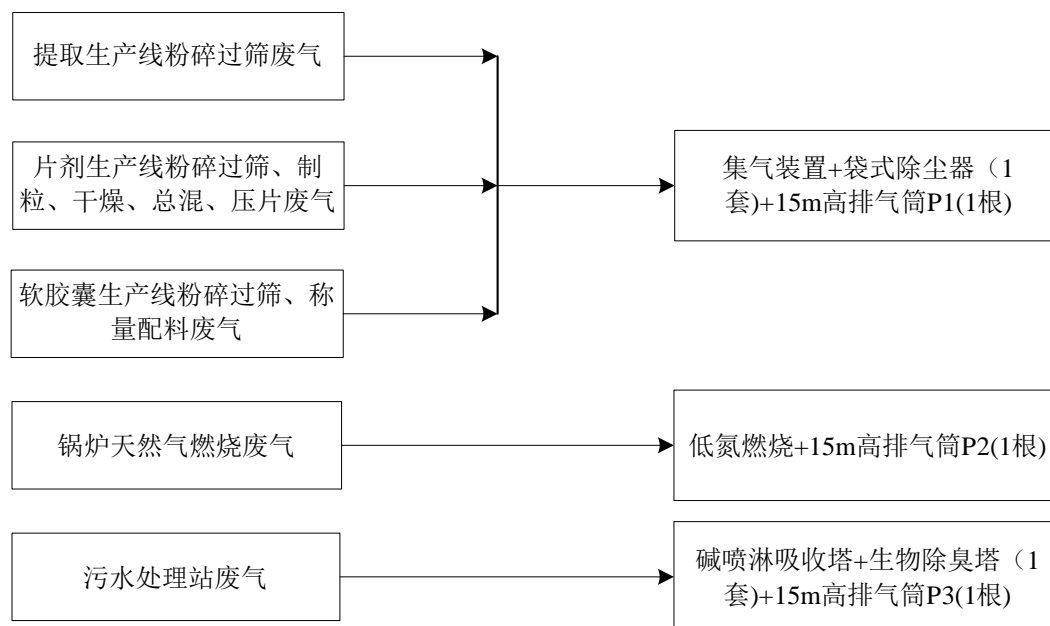 提取生产线粉碎过筛废气
片剂生产线粉碎过筛、制
粒、干燥、总混、压片废气
集气装置+袋式除尘器（1
套)+15m高排气筒P1(1根)
软胶囊生产线粉碎过筛、称
量配料废气
锅炉天然气燃烧废气
低氮燃烧+15m高排气筒P2(1根)
污水处理站废气
碱喷淋吸收塔+生物除臭塔（1
套)+15m高排气筒P3(1根)